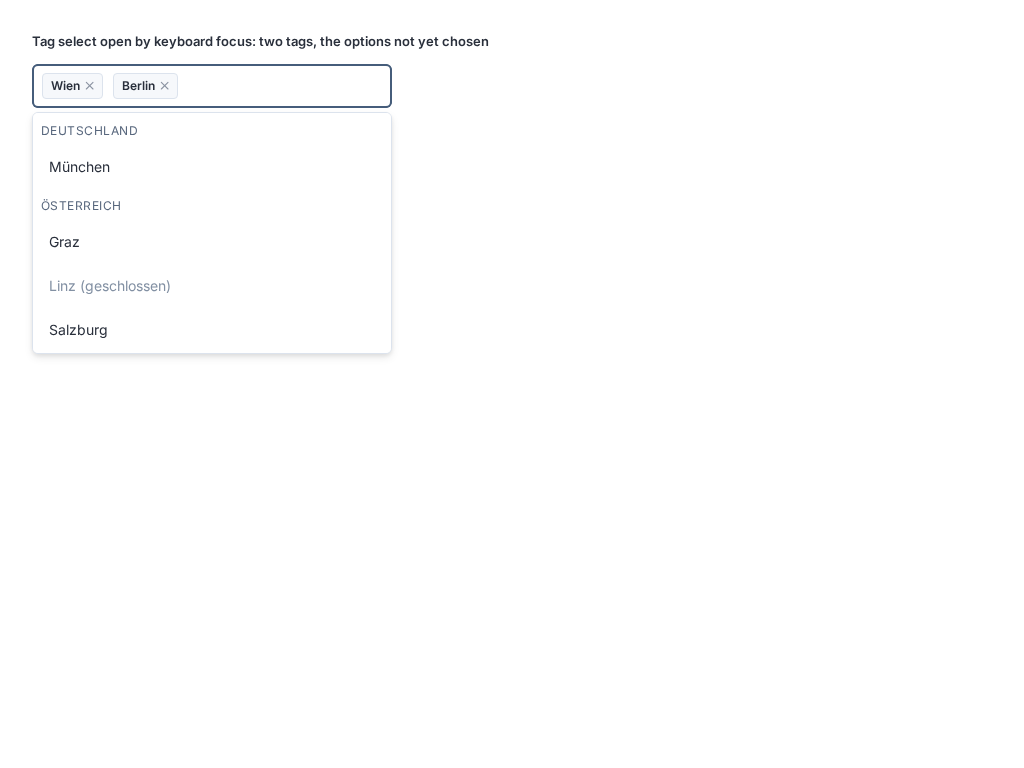 Tag select open by keyboard focus: two tags, the options not yet chosen
Wien × Berlin ×
DEUTSCHLAND
München
ÖSTERREICH
Graz
Linz (geschlossen)
Salzburg